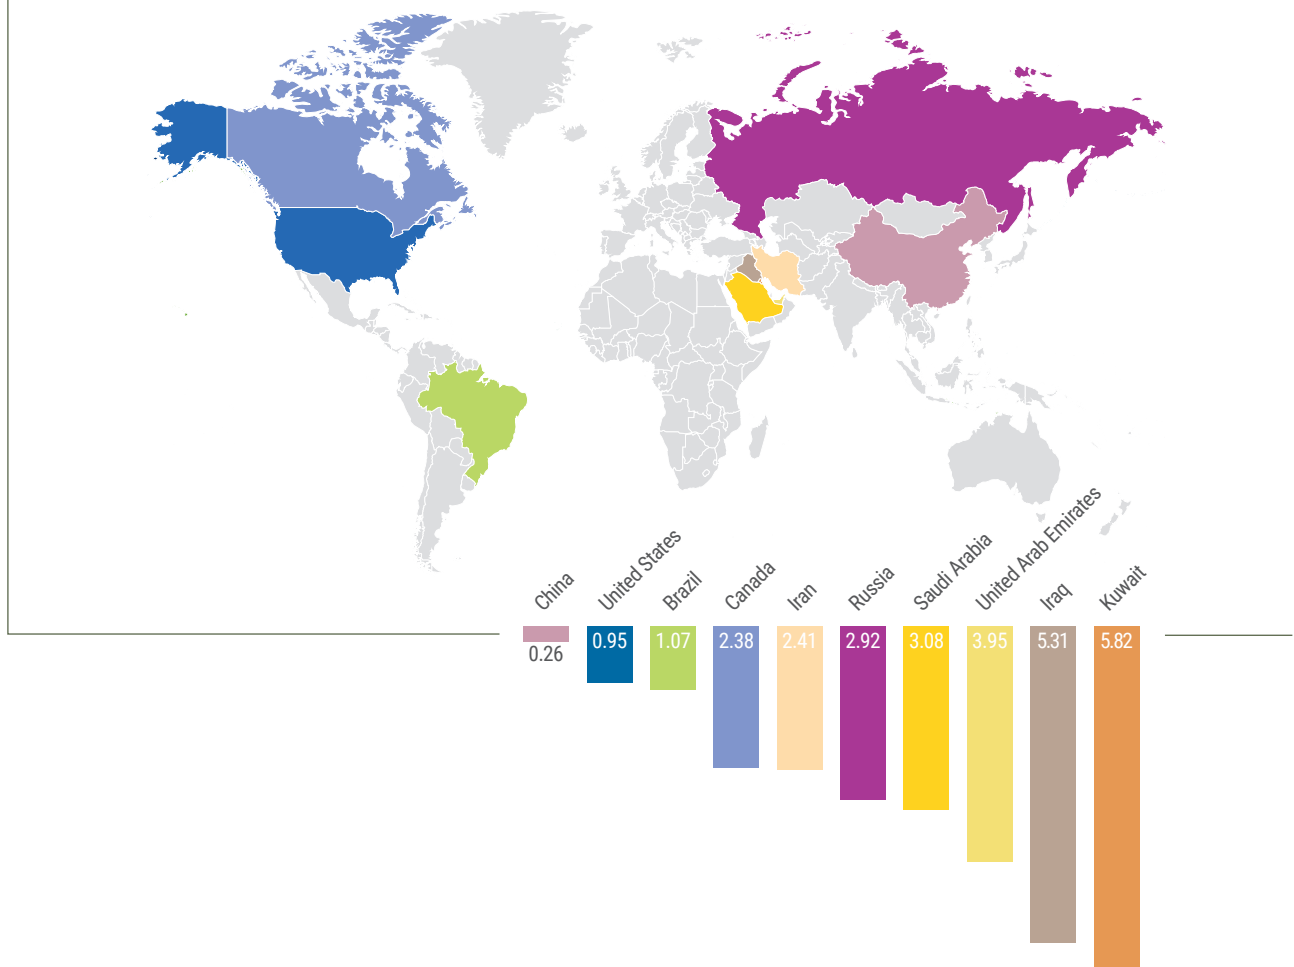 China
United States
Brazil
Canada
Iran
Russia
Saudi Arabia
United Arab Emirates
Iraq
Kuwait
0.26
0.95
1.07
2.38
2.41
2.92
3.08
3.95
5.31
5.82